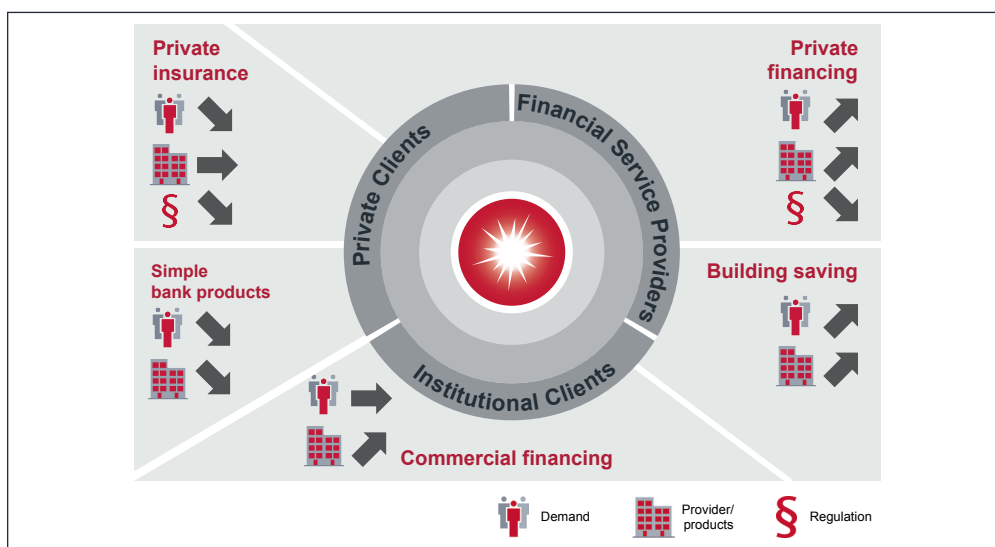 Private
insurance
§
Private
financing
§
Private Clients
Financial Service Providers
Institutional Clients
Simple
bank products
Building saving
Commercial financing
Demand
Provider/
products
§
Regulation